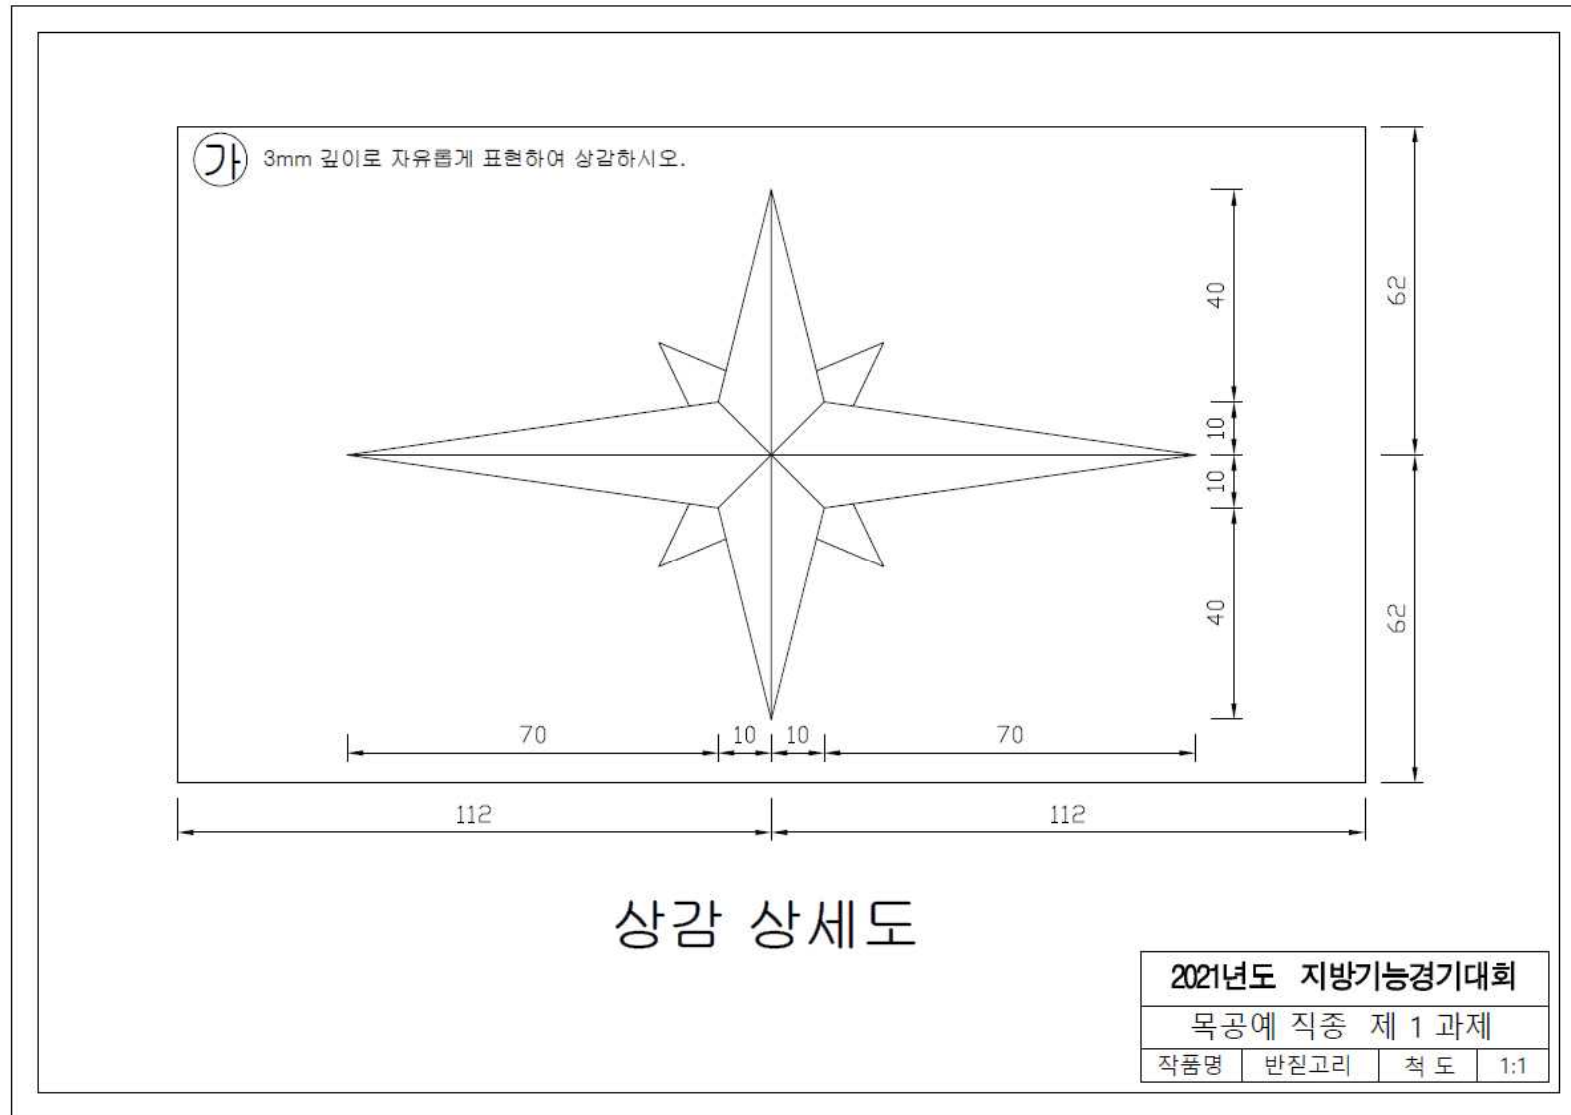 가 3mm 깊이로 자유롭게 표현하여 상감하시오.
40
62
10
10
40
62
70 10 10 70
112 112
상감 상세도
2021년도 지방기능경기대회
목공예 직종 제 1 과제
작품명 반짇고리 척 도 1:1